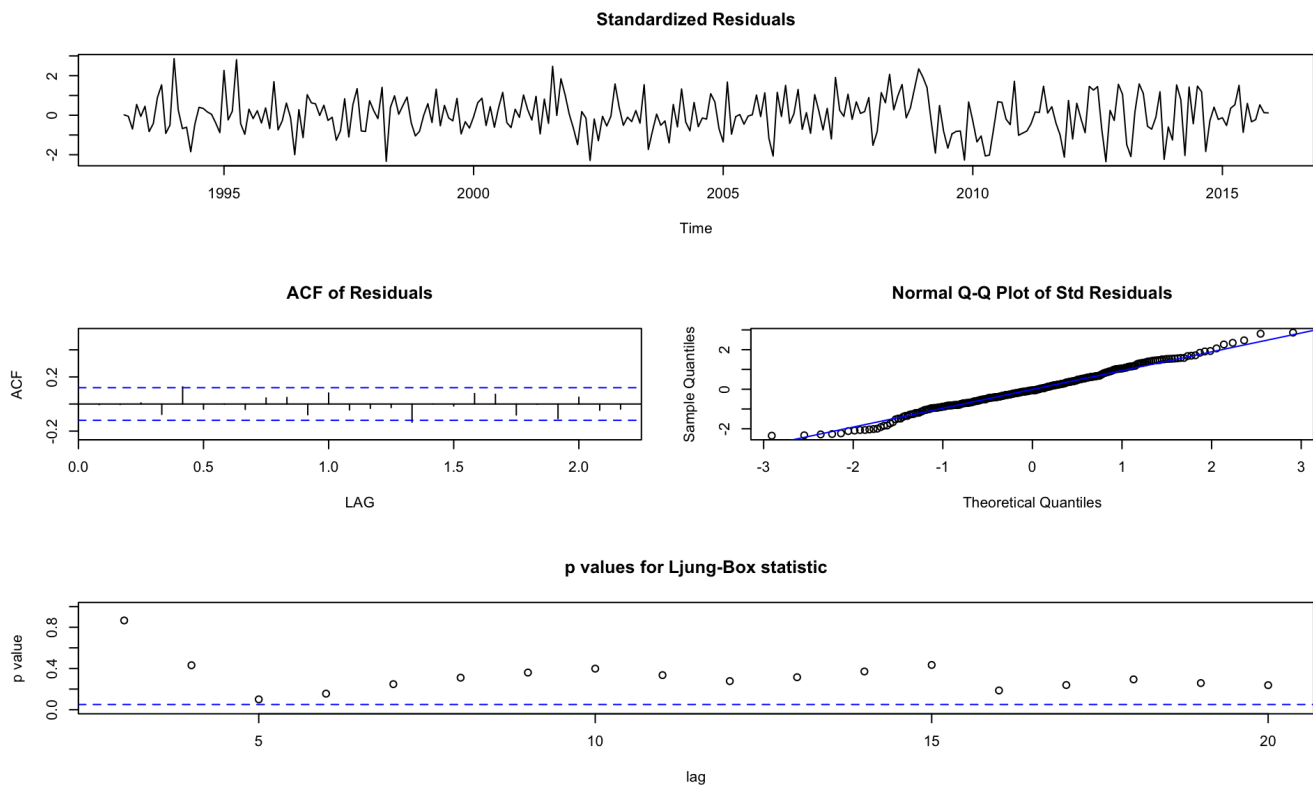 Standardized Residuals
2
0
-2
1995 2000 2005 2010 2015
Time
ACF of Residuals
ACF
0.2
-0.2
0.0 0.5 1.0 1.5 2.0
LAG
Normal Q-Q Plot of Std Residuals
Sample Quantiles
2
0
-2
-3 -2 -1 0 1 2 3
Theoretical Quantiles
p values for Ljung-Box statistic
p value
0.8
0.4
0.0
5 10 15 20
lag